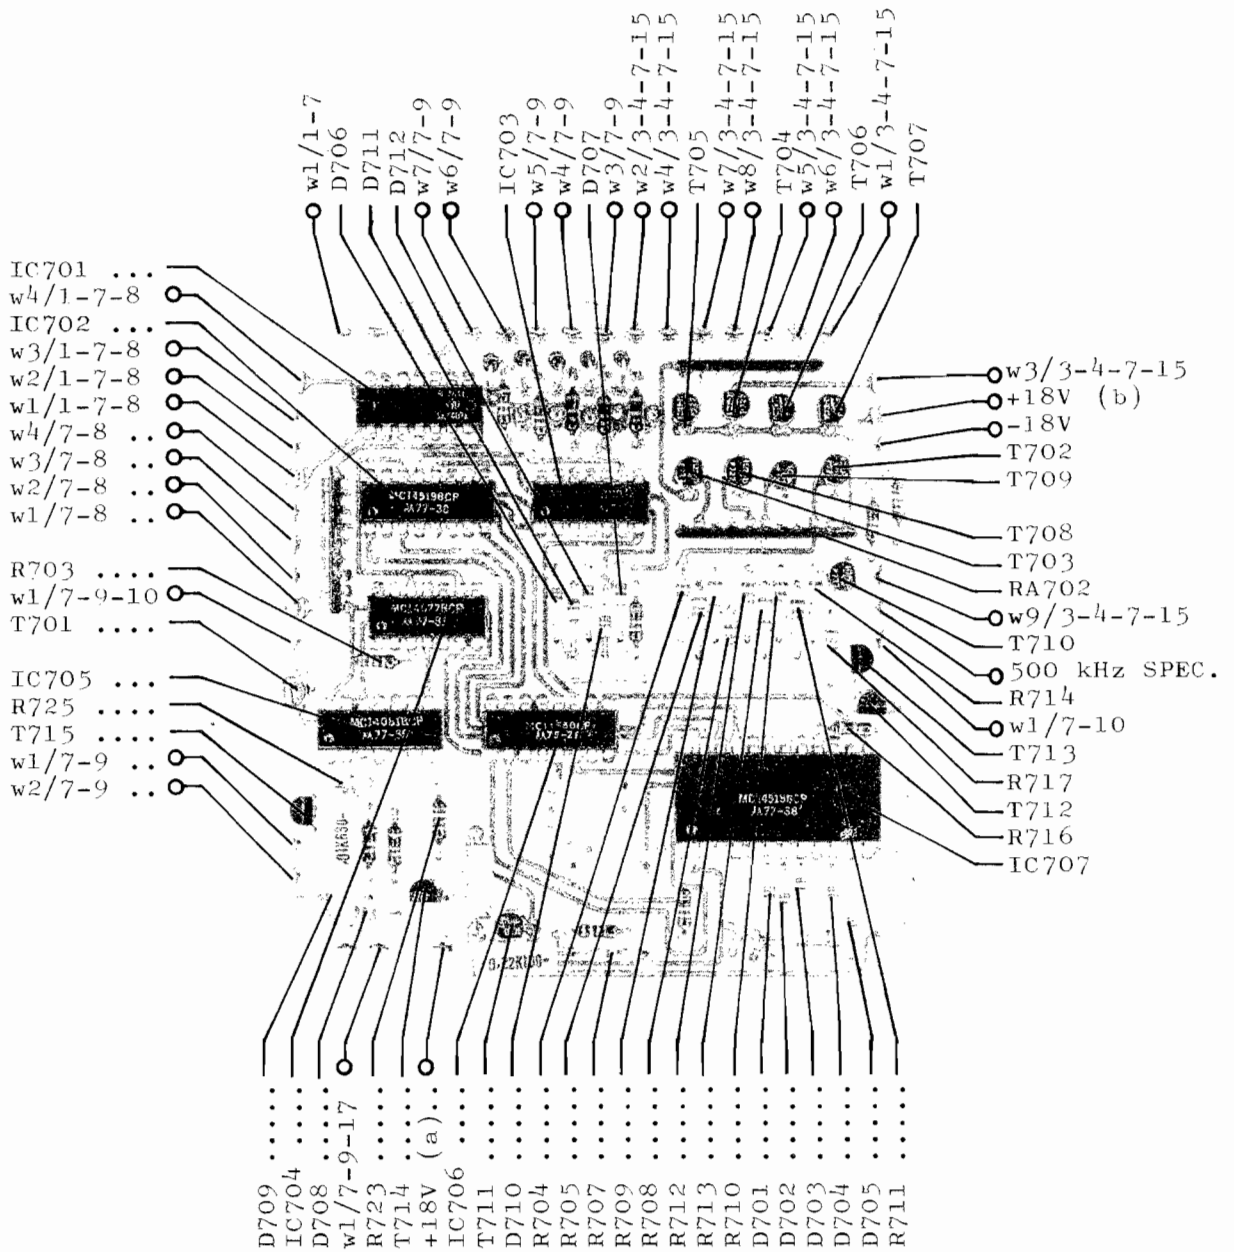 w1/1-7
D706
D711
D712
w7/7-9
w6/7-9
IC703
w5/7-9
w4/7-9
D707
w3/7-9
w2/3-4-7-15
w4/3-4-7-15
T705
w7/3-4-7-15
w8/3-4-7-15
T704
w5/3-4-7-15
w6/3-4-7-15
T706
w1/3-4-7-15
T707
IC701 ...
w4/1-7-8
IC702 ...
w3/1-7-8
w2/1-7-8
w1/1-7-8
w4/7-8 ..
w3/7-8 ..
w2/7-8 ..
w1/7-8 ..
R703 ....
w1/7-9-10
T701 ....
IC705 ...
R725 ....
T715 ....
w1/7-9 ..
w2/7-9 ..
w3/3-4-7-15
+18V (b)
-18V
T702
T709
T708
T703
RA702
w9/3-4-7-15
T710
500 kHz SPEC.
R714
w1/7-10
T713
R717
T712
R716
IC707
MC14519BCP
JA77-38
D709 .....
IC704 ....
D708 .....
w1/7-9-17
R723 .....
T714 .....
+18V (a)..
IC706 ....
T711 .....
D710 .....
R704 .....
R705 .....
R707 .....
R709 .....
R708 .....
R712 .....
R713 .....
R710 .....
D701 .....
D702 .....
D703 .....
D704 .....
D705 .....
R711 .....